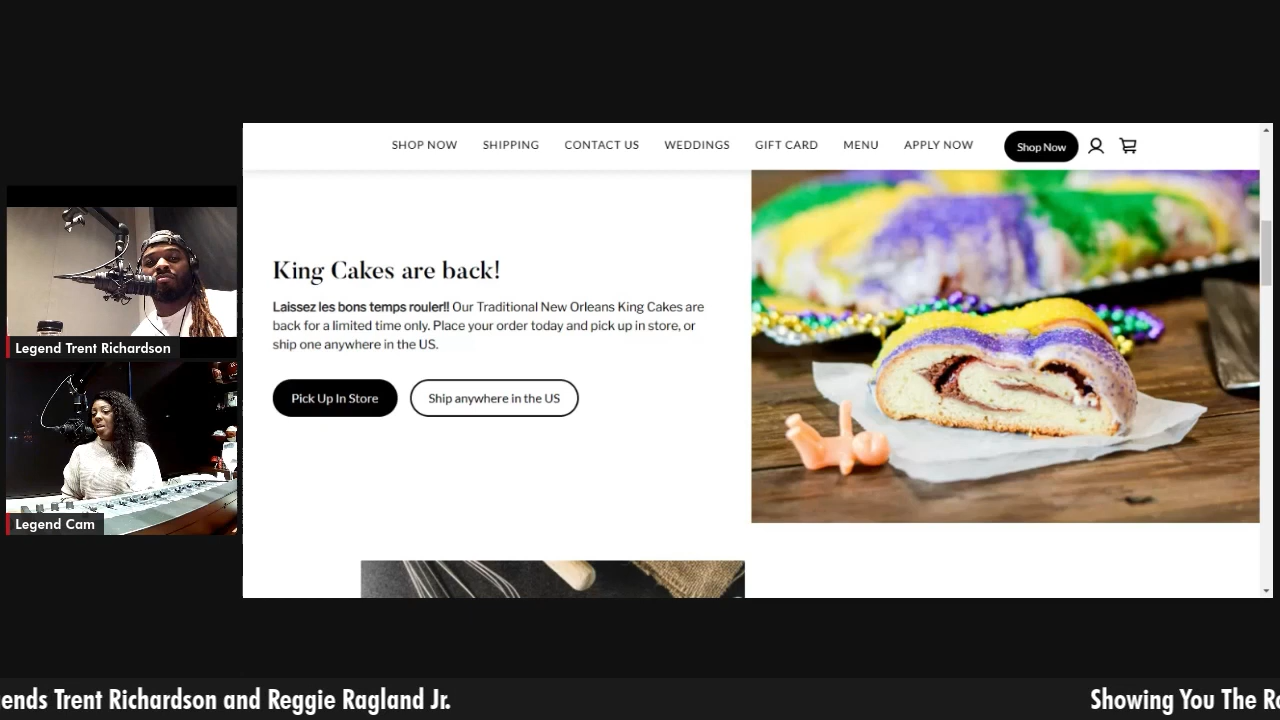 SHOP NOW SHIPPING CONTACT US WEDDINGS GIFT CARD MENU APPLY NOW Shop Now
King Cakes are back!
Laissez les bons temps rouler!! Our Traditional New Orleans King Cakes are
back for a limited time only. Place your order today and pick up in store, or
ship one anywhere in the US.
Pick Up In Store Ship anywhere in the US
Legend Trent Richardson
Legend Cam
ends Trent Richardson and Reggie Ragland Jr. Showing You The